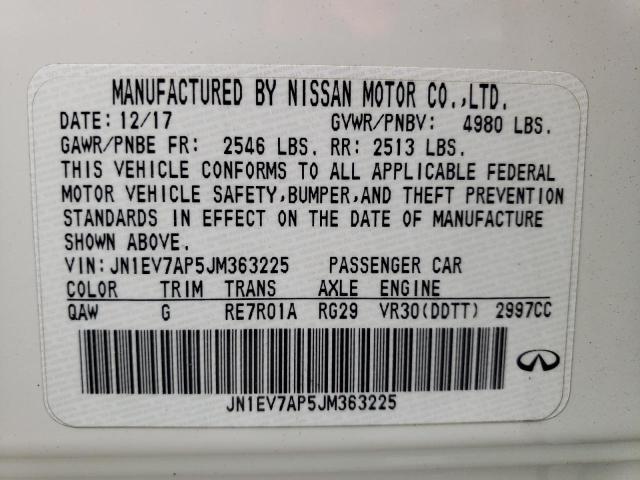 MANUFACTURED BY NISSAN MOTOR CO.,LTD.
DATE: 12/17 GVWR/PNBV: 4980 LBS.
GAWR/PNBE FR: 2546 LBS. RR: 2513 LBS.
THIS VEHICLE CONFORMS TO ALL APPLICABLE FEDERAL
MOTOR VEHICLE SAFETY,BUMPER,AND THEFT PREVENTION
STANDARDS IN EFFECT ON THE DATE OF MANUFACTURE
SHOWN ABOVE.
VIN:JN1EV7AP5JM363225 PASSENGER CAR
COLOR TRIM TRANS AXLE ENGINE
QAW G RE7R01A RG29 VR30(DDTT) 2997CC
JN1EV7AP5JM363225